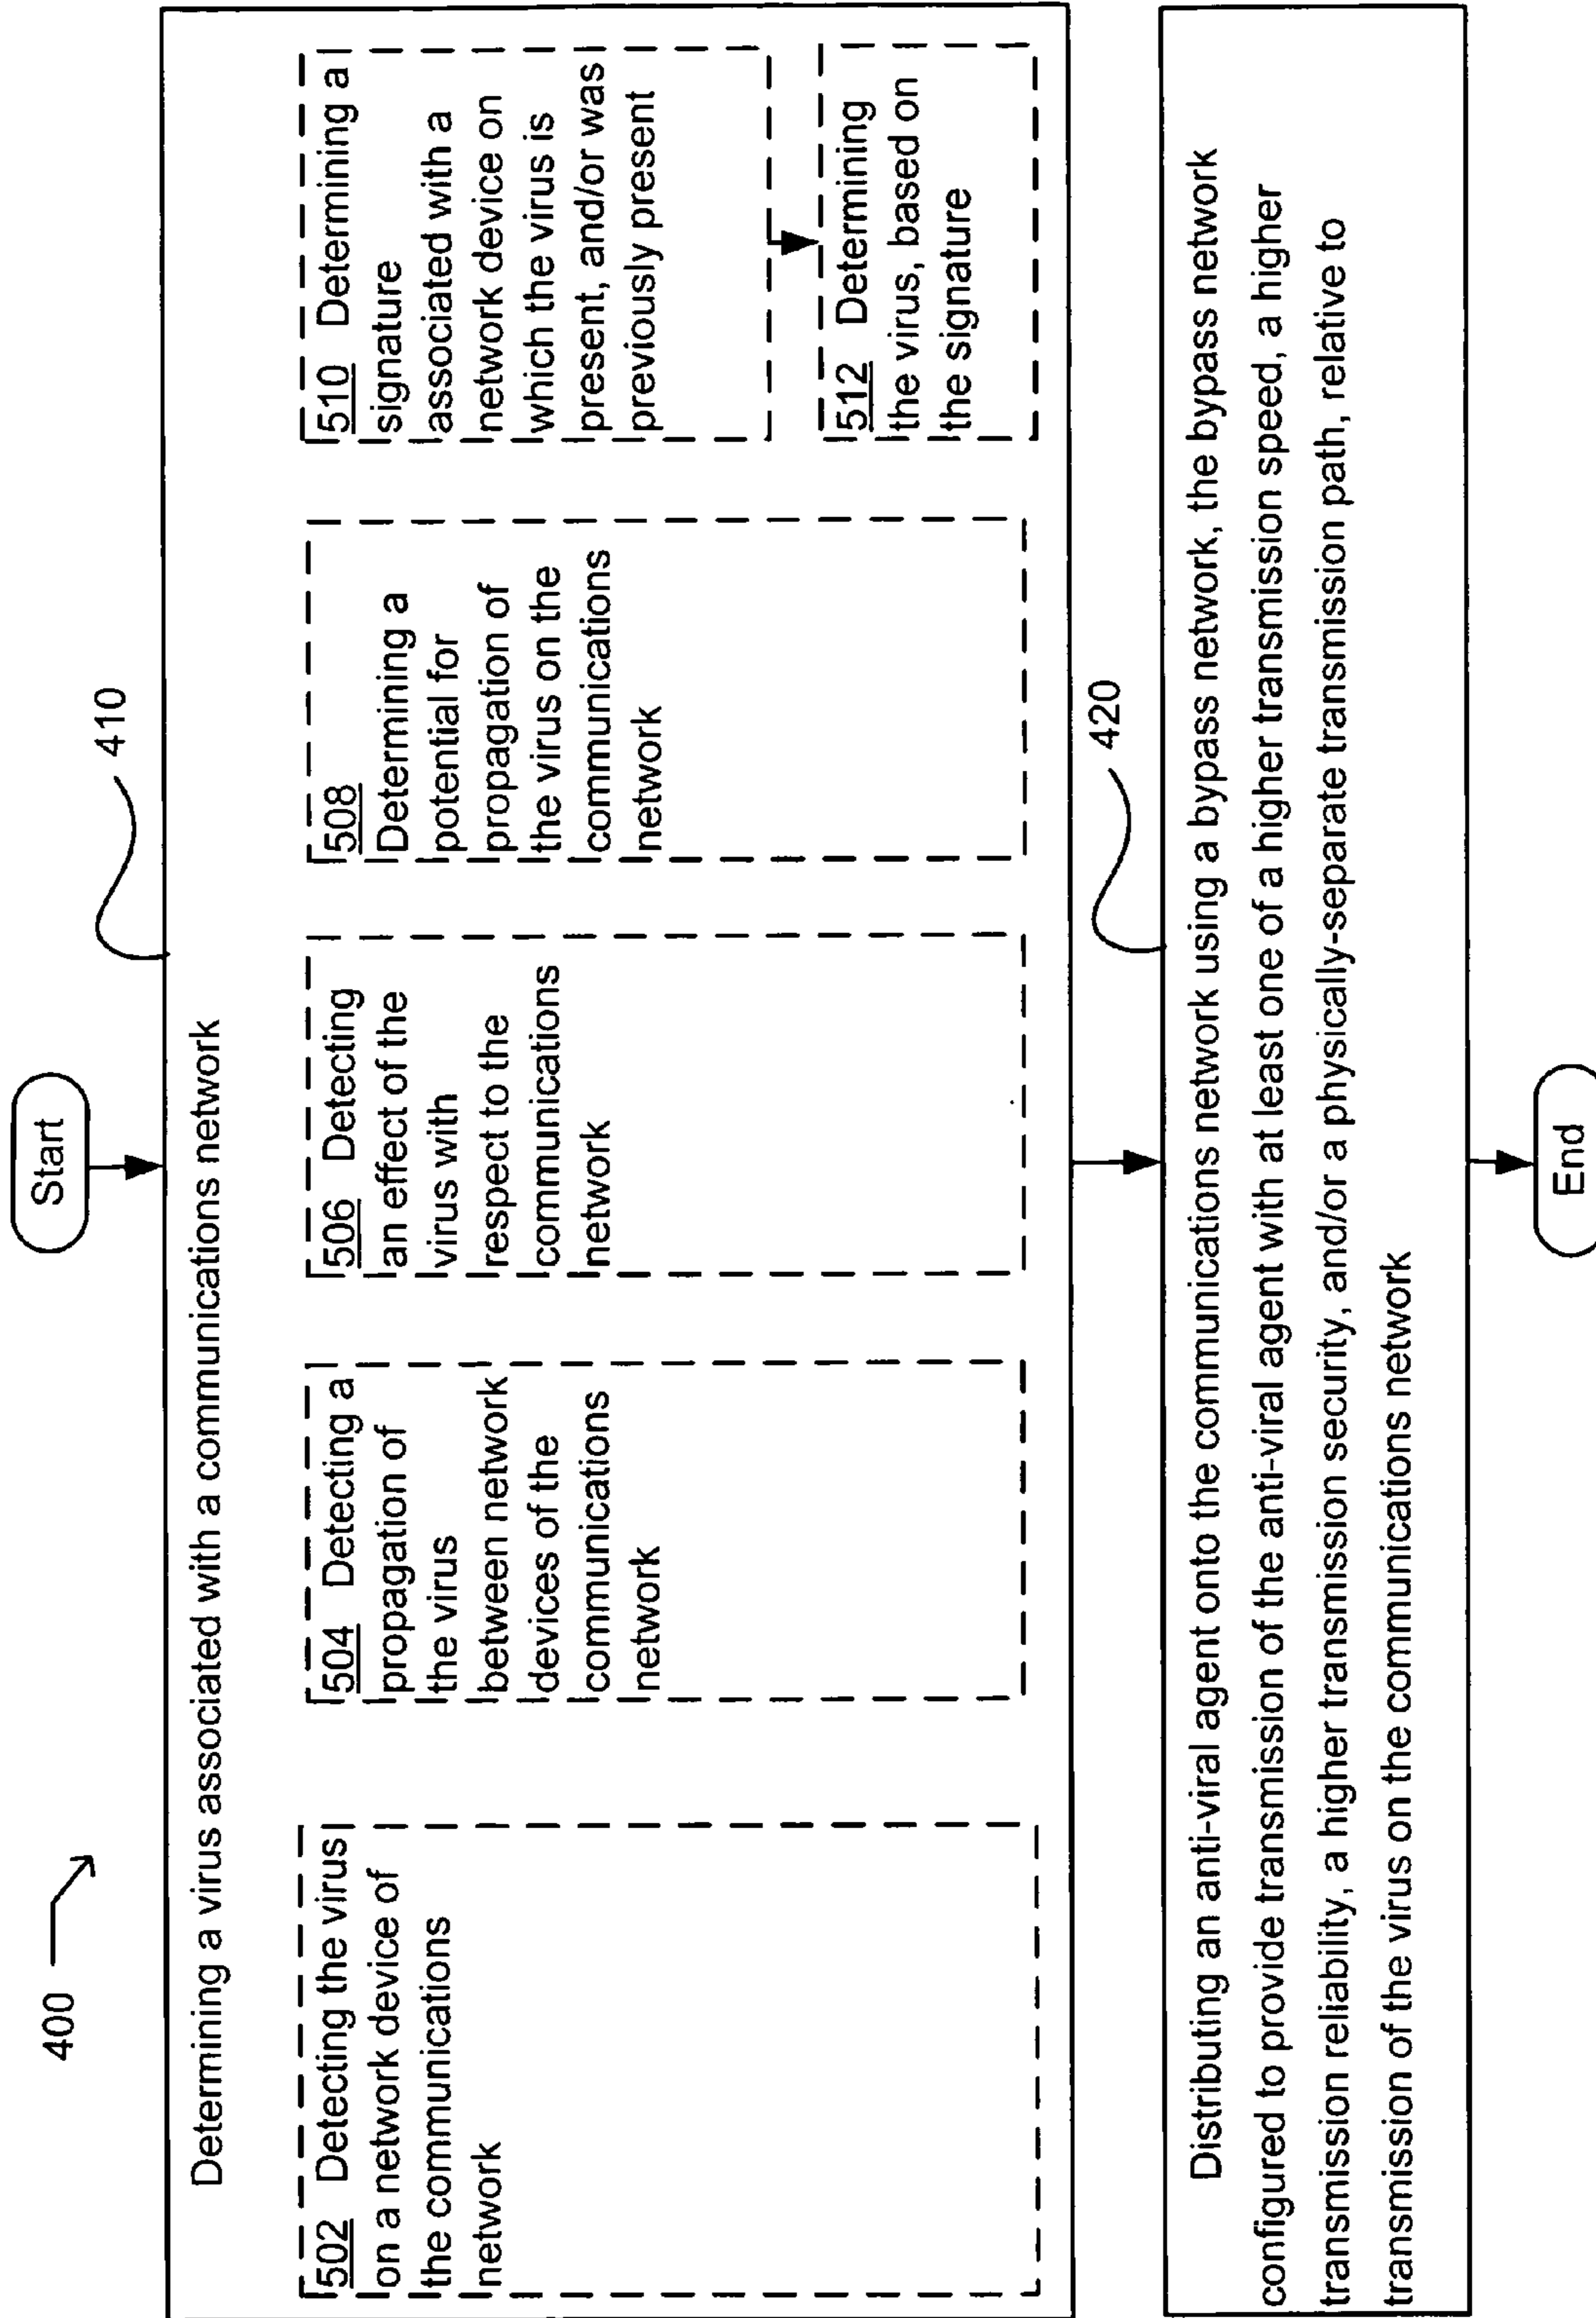 400
Start
410
Determining a virus associated with a communications network
502 Detecting the virus
on a network device of
the communications
network
504 Detecting a
propagation of
the virus
between network
devices of the
communications
network
506 Detecting
an effect of the
virus with
respect to the
communications
network
508
Determining a
potential for
propagation of
the virus on the
communications
network
510 Determining a
signature
associated with a
network device on
which the virus is
present, and/or was
previously present
512 Determining
the virus, based on
the signature
420
Distributing an anti-viral agent onto the communications network using a bypass network, the bypass network
configured to provide transmission of the anti-viral agent with at least one of a higher transmission speed, a higher
transmission reliability, a higher transmission security, and/or a physically-separate transmission path, relative to
transmission of the virus on the communications network
End